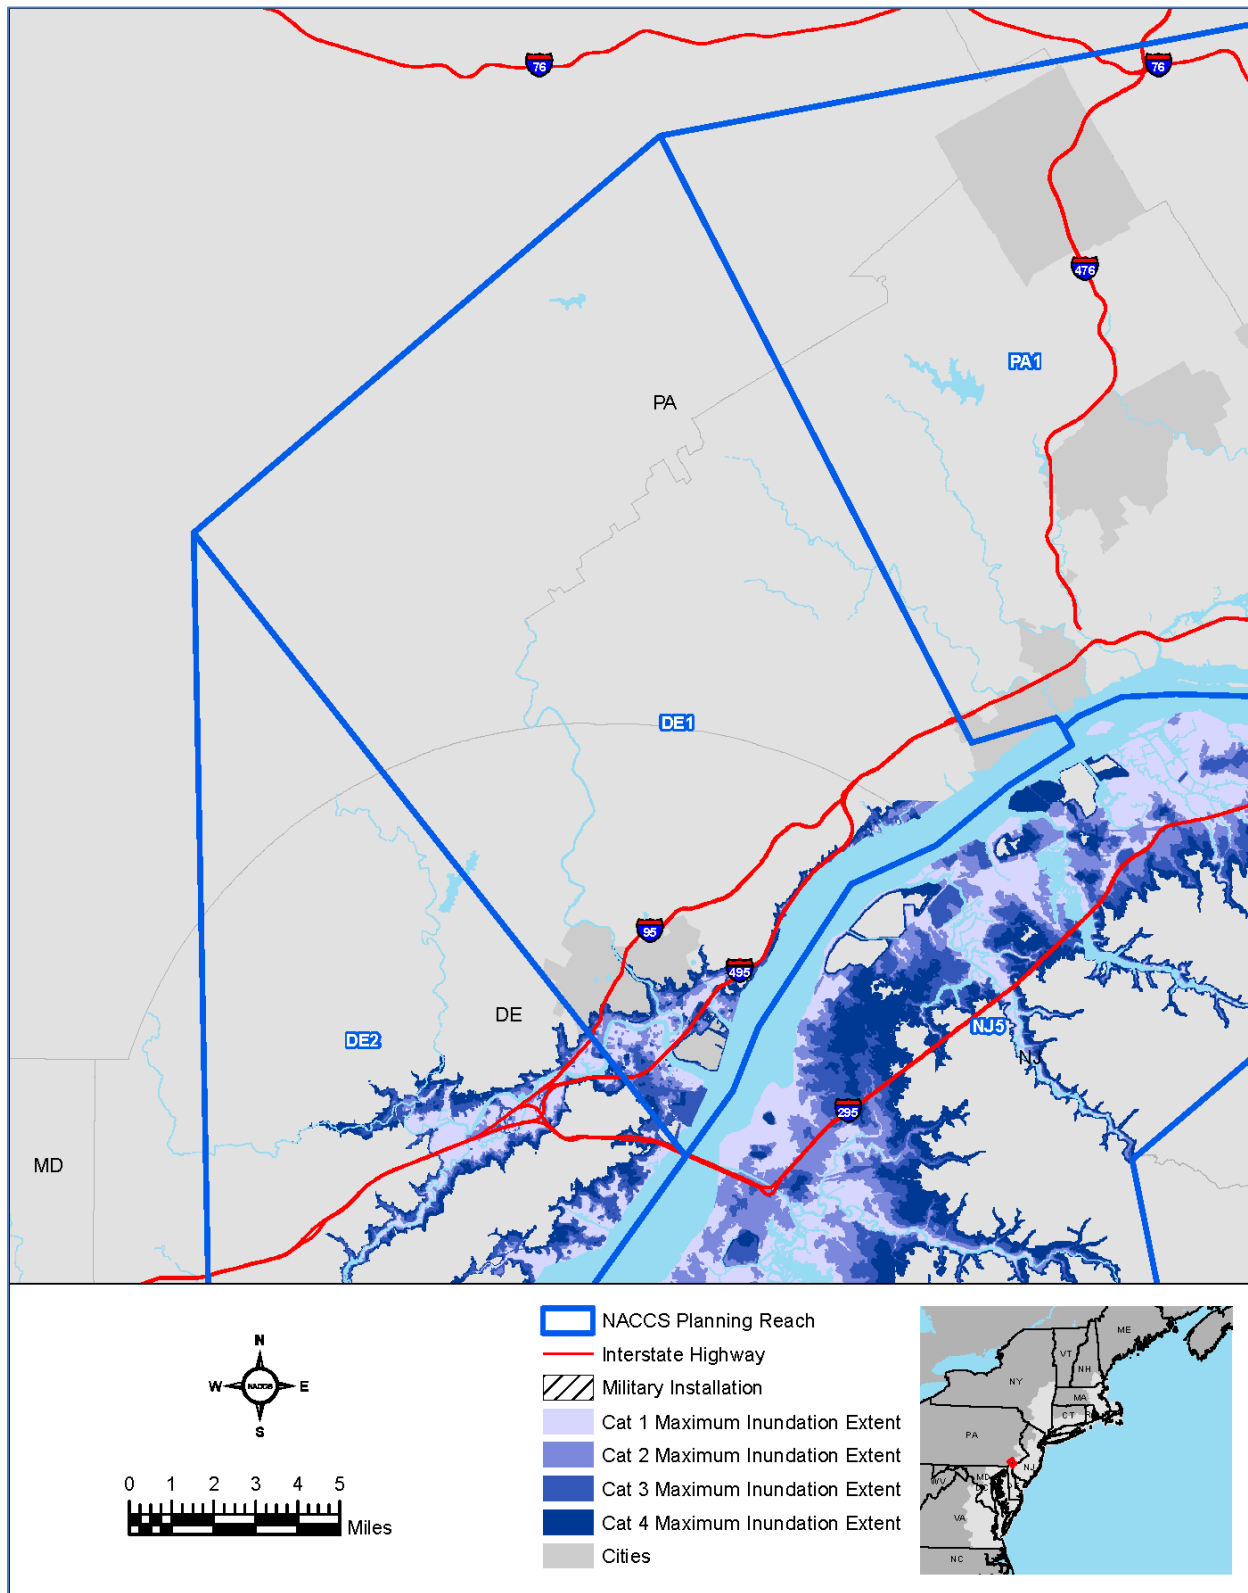 76
76
476
PA1
PA
DE1
95
495
DE
DE2
NJ5
NJ
295
MD
NACCS Planning Reach
Interstate Highway
Military Installation
Cat 1 Maximum Inundation Extent
Cat 2 Maximum Inundation Extent
Cat 3 Maximum Inundation Extent
Cat 4 Maximum Inundation Extent
Cities
N
W NACCS E
S
0 1 2 3 4 5
Miles
ME
VT
NH
NY
MA
CT
PA
NJ
MD
WV
VA
NC